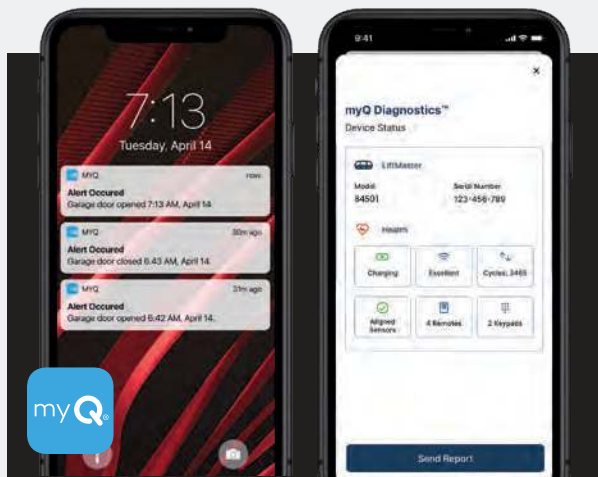 7:13
Tuesday, April 14
MYQ
now
Alert Occured
Garage door opened 7:13 AM, April 14
MYQ
30m ago
Alert Occured
Garage door closed 6:43 AM, April 14
MYQ
31m ago
Alert Occured
Garage door opened 6:42 AM, April 14.
myQ®
9:41
myQ Diagnostics™
Device Status
LiftMaster
Model
Serial Number
84501
123-456-789
Health
Charging
Excellent
Cycles: 3465
Aligned Sensors
4 Remotes
2 Keypads
Send Report